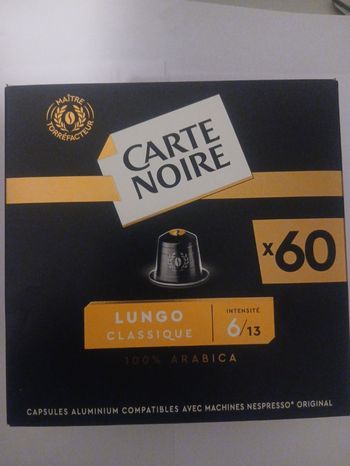 MAÎTRE
TORRÉFACTEUR
CARTE
NOIRE
x60
LUNGO
CLASSIQUE
INTENSITÉ
6/13
100% ARABICA
CAPSULES ALUMINIUM COMPATIBLES AVEC MACHINES NESPRESSO* ORIGINAL